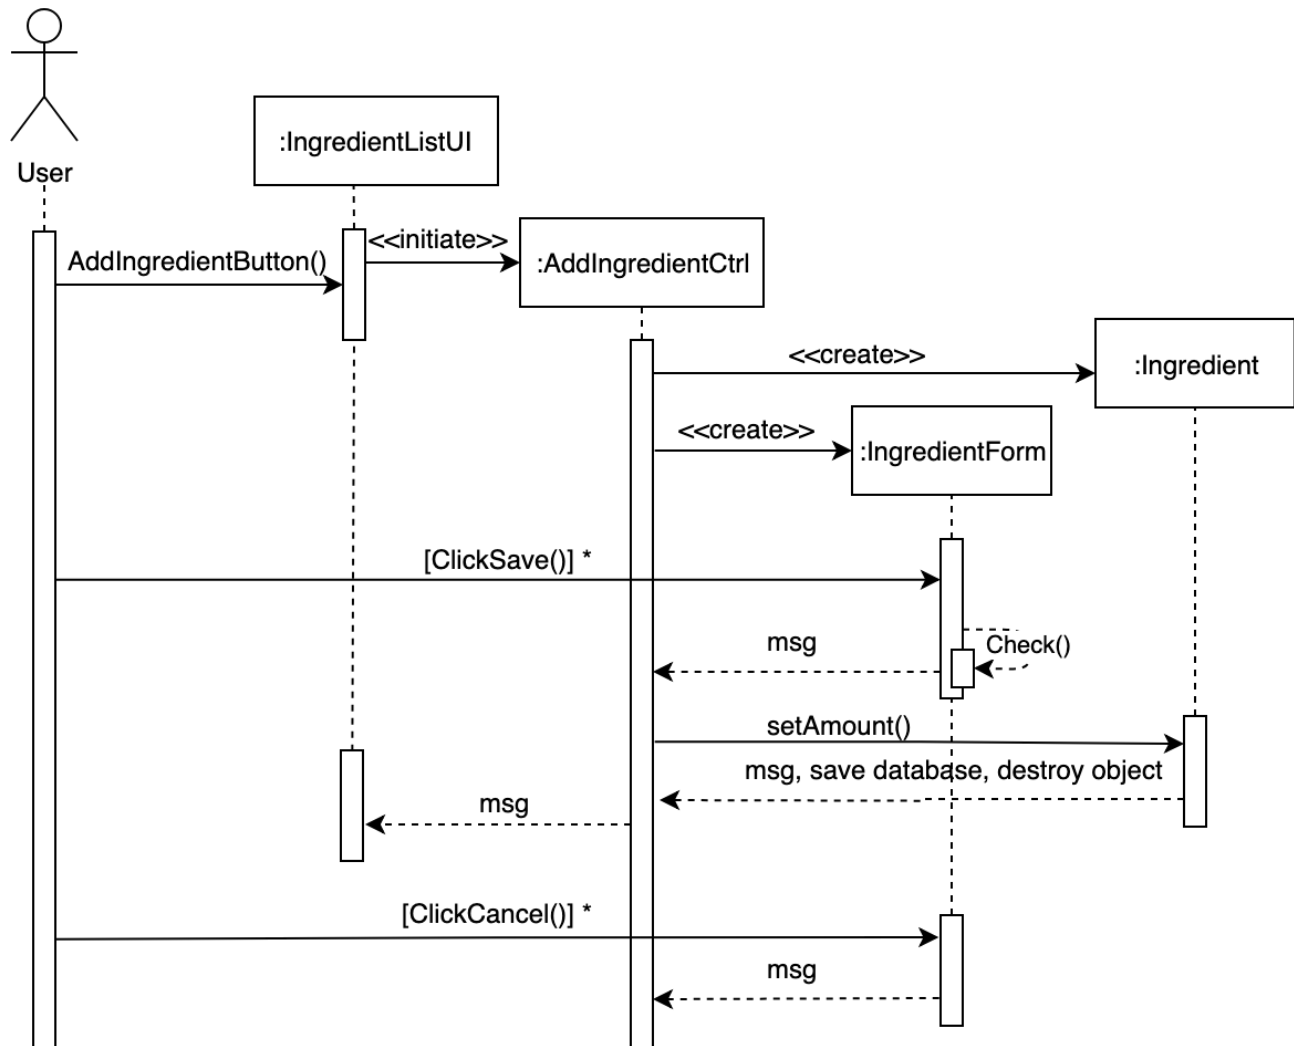 :IngredientListUI
User
<<initiate>>
AddIngredientButton()
:AddIngredientCtrl
<<create>>
:Ingredient
<<create>>
:IngredientForm
[ClickSave()] *
msg
Check()
setAmount()
msg, save database, destroy object
msg
[ClickCancel()] *
msg